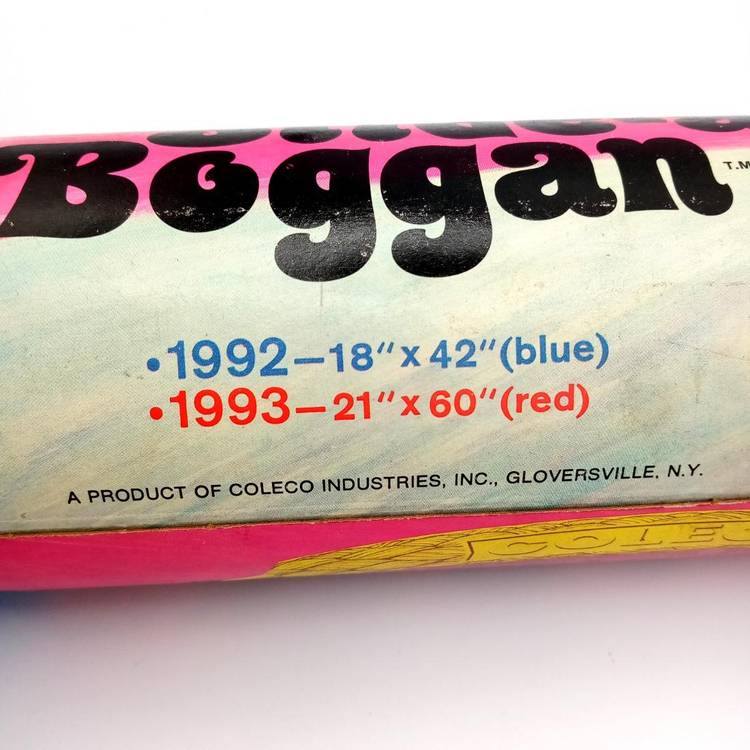 Boggan T.M.
•1992—18″ x 42″ (blue)
•1993—21″ x 60″ (red)
A PRODUCT OF COLECO INDUSTRIES, INC., GLOVERSVILLE, N.Y.